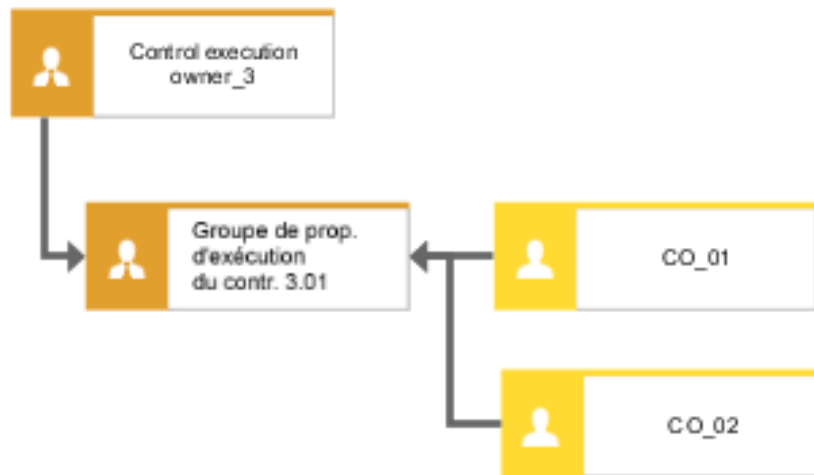 Control execution
owner_3
Groupe de prop.
d'exécution
du contr. 3.01
CO_01
CO_02